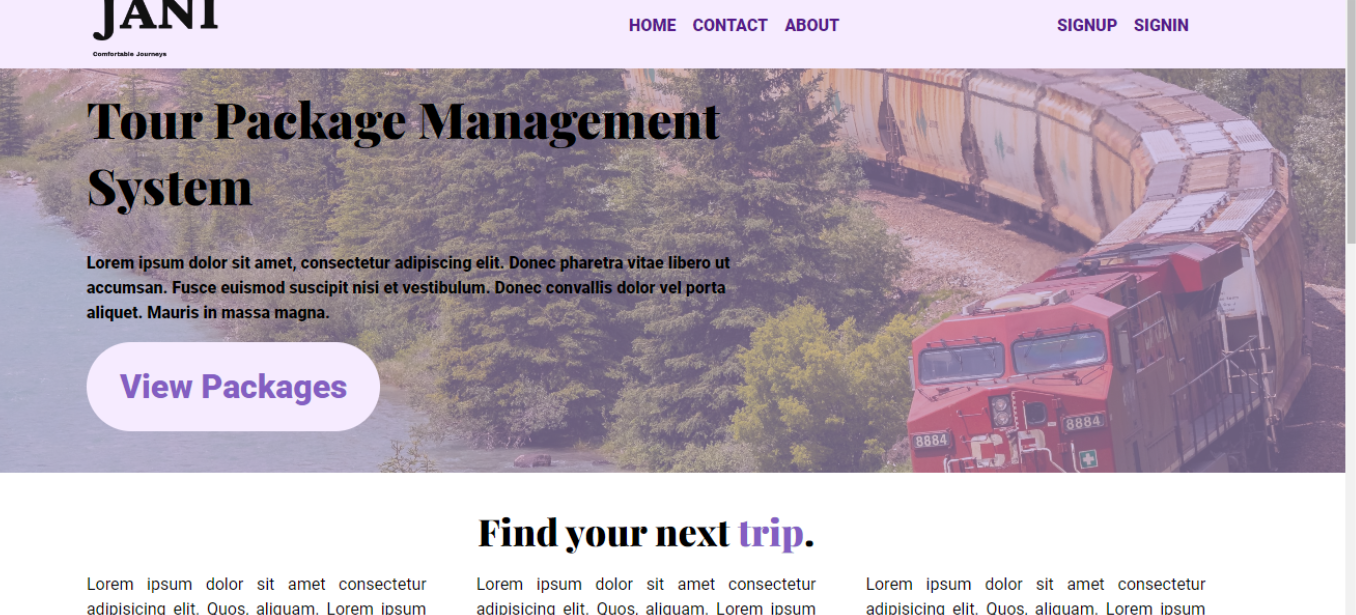 JANI
Comfortable Journeys
HOME CONTACT ABOUT
SIGNUP SIGNIN
Tour Package Management
System
Lorem ipsum dolor sit amet, consectetur adipiscing elit. Donec pharetra vitae libero ut
accumsan. Fusce euismod suscipit nisi et vestibulum. Donec convallis dolor vel porta
aliquet. Mauris in massa magna.
View Packages
8884
8884
CP
Find your next trip.
Lorem ipsum dolor sit amet consectetur
adipisicing elit. Quos, aliquam. Lorem ipsum
Lorem ipsum dolor sit amet consectetur
adipisicing elit. Quos, aliquam. Lorem ipsum
Lorem ipsum dolor sit amet consectetur
adipisicing elit. Quos, aliquam. Lorem ipsum